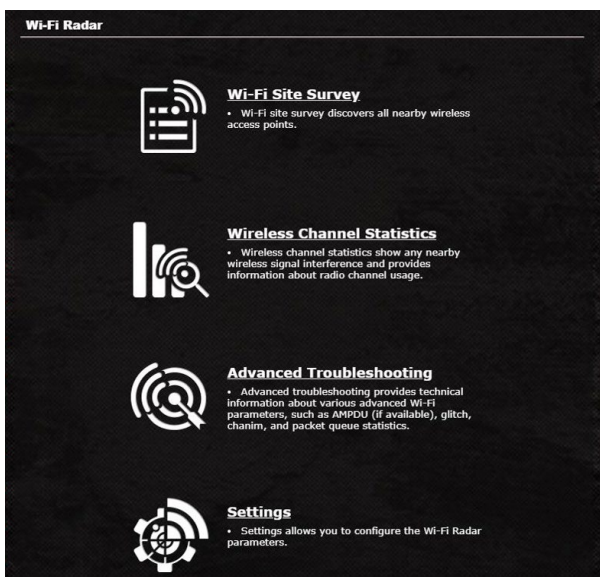 Wi-Fi Radar
Wi-Fi Site Survey
• Wi-Fi site survey discovers all nearby wireless
access points.
Wireless Channel Statistics
• Wireless channel statistics show any nearby
wireless signal interference and provides
information about radio channel usage.
Advanced Troubleshooting
• Advanced troubleshooting provides technical
information about various advanced Wi-Fi
parameters, such as AMPDU (if available), glitch,
chanim, and packet queue statistics.
Settings
• Settings allows you to configure the Wi-Fi Radar
parameters.